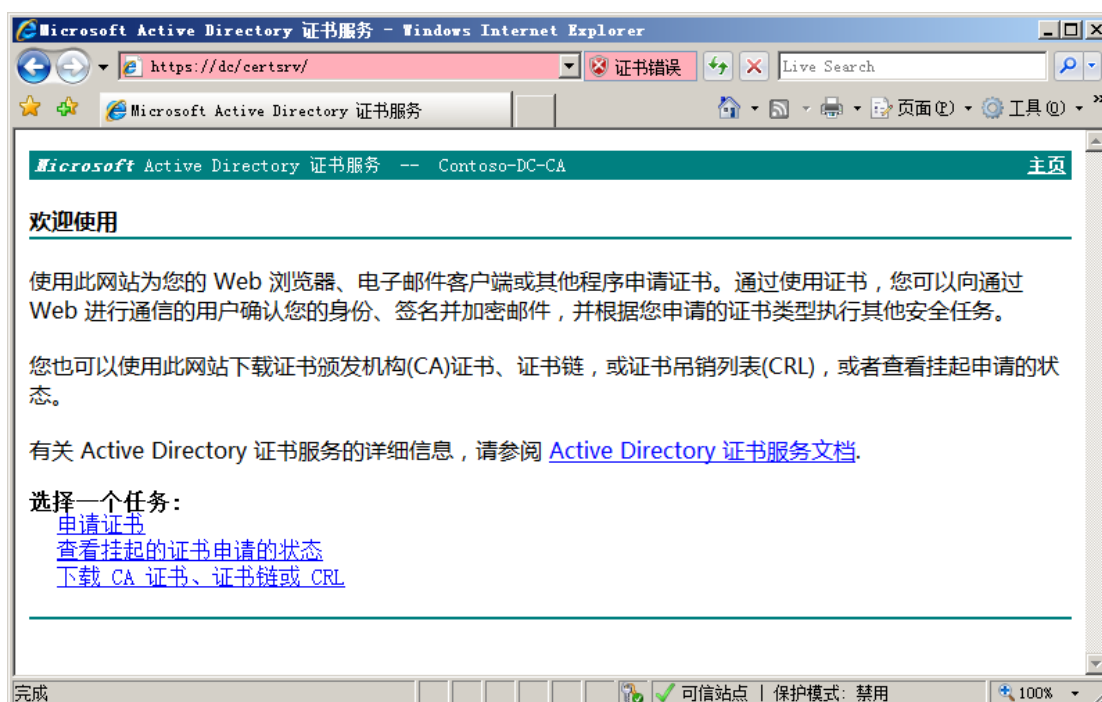 Microsoft Active Directory 证书服务 - Windows Internet Explorer
https://dc/certsrv/ 证书错误 Live Search
Microsoft Active Directory 证书服务 页面(P) 工具(O) »
Microsoft Active Directory 证书服务 -- Contoso-DC-CA 主页
欢迎使用
使用此网站为您的 Web 浏览器、电子邮件客户端或其他程序申请证书。通过使用证书，您可以向通过
Web 进行通信的用户确认您的身份、签名并加密邮件，并根据您申请的证书类型执行其他安全任务。
您也可以使用此网站下载证书颁发机构(CA)证书、证书链，或证书吊销列表(CRL)，或者查看挂起申请的状
态。
有关 Active Directory 证书服务的详细信息，请参阅 Active Directory 证书服务文档.
选择一个任务:
申请证书
查看挂起的证书申请的状态
下载 CA 证书、证书链或 CRL
完成 可信站点 | 保护模式: 禁用 100%